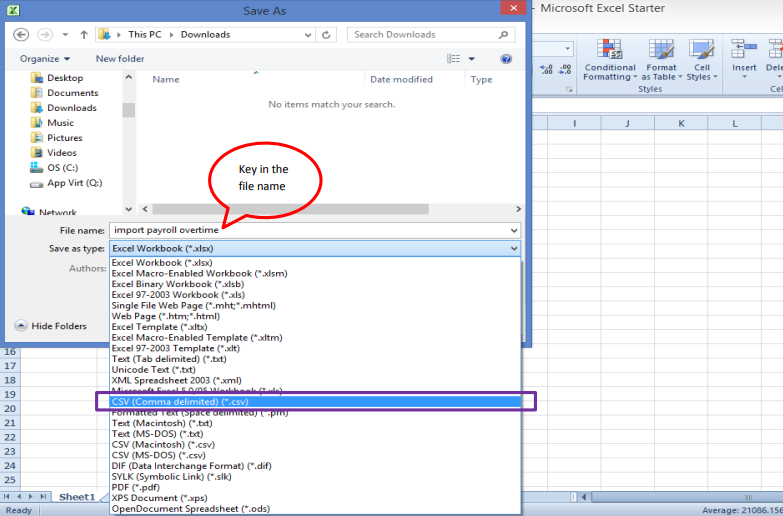 Save As
- Microsoft Excel Starter
This PC
Downloads
Search Downloads
Organize
New folder
Name
Date modified
Type
No items match your search.
Desktop
Documents
Downloads
Music
Pictures
Videos
OS (C:)
App Virt (Q:)
Network
Key in the
file name
Conditional
Formatting
Format
as Table
Cell
Styles
Insert
Dele
Styles
Cel
I J K L
File name: import payroll overtime
Save as type: Excel Workbook (*.xlsx)
Authors:
Hide Folders
Excel Workbook (*.xlsx)
Excel Macro-Enabled Workbook (*.xlsm)
Excel Binary Workbook (*.xlsb)
Excel 97-2003 Workbook (*.xls)
Single File Web Page (*.mht;*.mhtml)
Web Page (*.htm;*.html)
Excel Template (*.xltx)
Excel Macro-Enabled Template (*.xltm)
Excel 97-2003 Template (*.xlt)
Text (Tab delimited) (*.txt)
Unicode Text (*.txt)
XML Spreadsheet 2003 (*.xml)
Microsoft Excel 5.0/95 Workbook (*.xls)
CSV (Comma delimited) (*.csv)
Formatted Text (Space delimited) (*.prn)
Text (Macintosh) (*.txt)
Text (MS-DOS) (*.txt)
CSV (Macintosh) (*.csv)
CSV (MS-DOS) (*.csv)
DIF (Data Interchange Format) (*.dif)
SYLK (Symbolic Link) (*.slk)
PDF (*.pdf)
XPS Document (*.xps)
OpenDocument Spreadsheet (*.ods)
16
17
18
19
20
21
22
23
24
25
Sheet1
Ready
Average: 21086.156